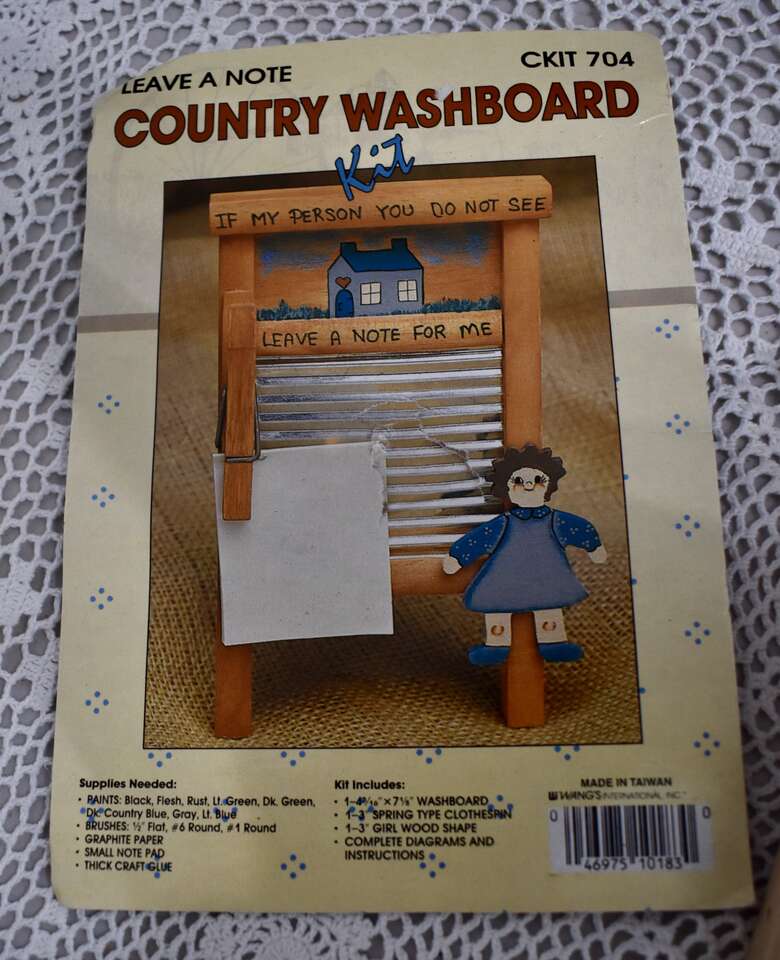 LEAVE A NOTE
CKIT 704
COUNTRY WASHBOARD
Kit
IF MY PERSON YOU DO NOT SEE
LEAVE A NOTE FOR ME
Supplies Needed:
• PAINTS: Black, Flesh, Rust, Lt. Green, Dk. Green,
Dk. Country Blue, Gray, Lt. Blue
• BRUSHES: ½" Flat, #6 Round, #1 Round
• GRAPHITE PAPER
• SMALL NOTE PAD
• THICK CRAFT GLUE
Kit Includes:
• 1–4 × 7 WASHBOARD
• 1–3" SPRING TYPE CLOTHESPIN
• 1–3" GIRL WOOD SHAPE
• COMPLETE DIAGRAMS AND
INSTRUCTIONS
MADE IN TAIWAN
WANG'S INTERNATIONAL, INC.
0 46975 10183 0